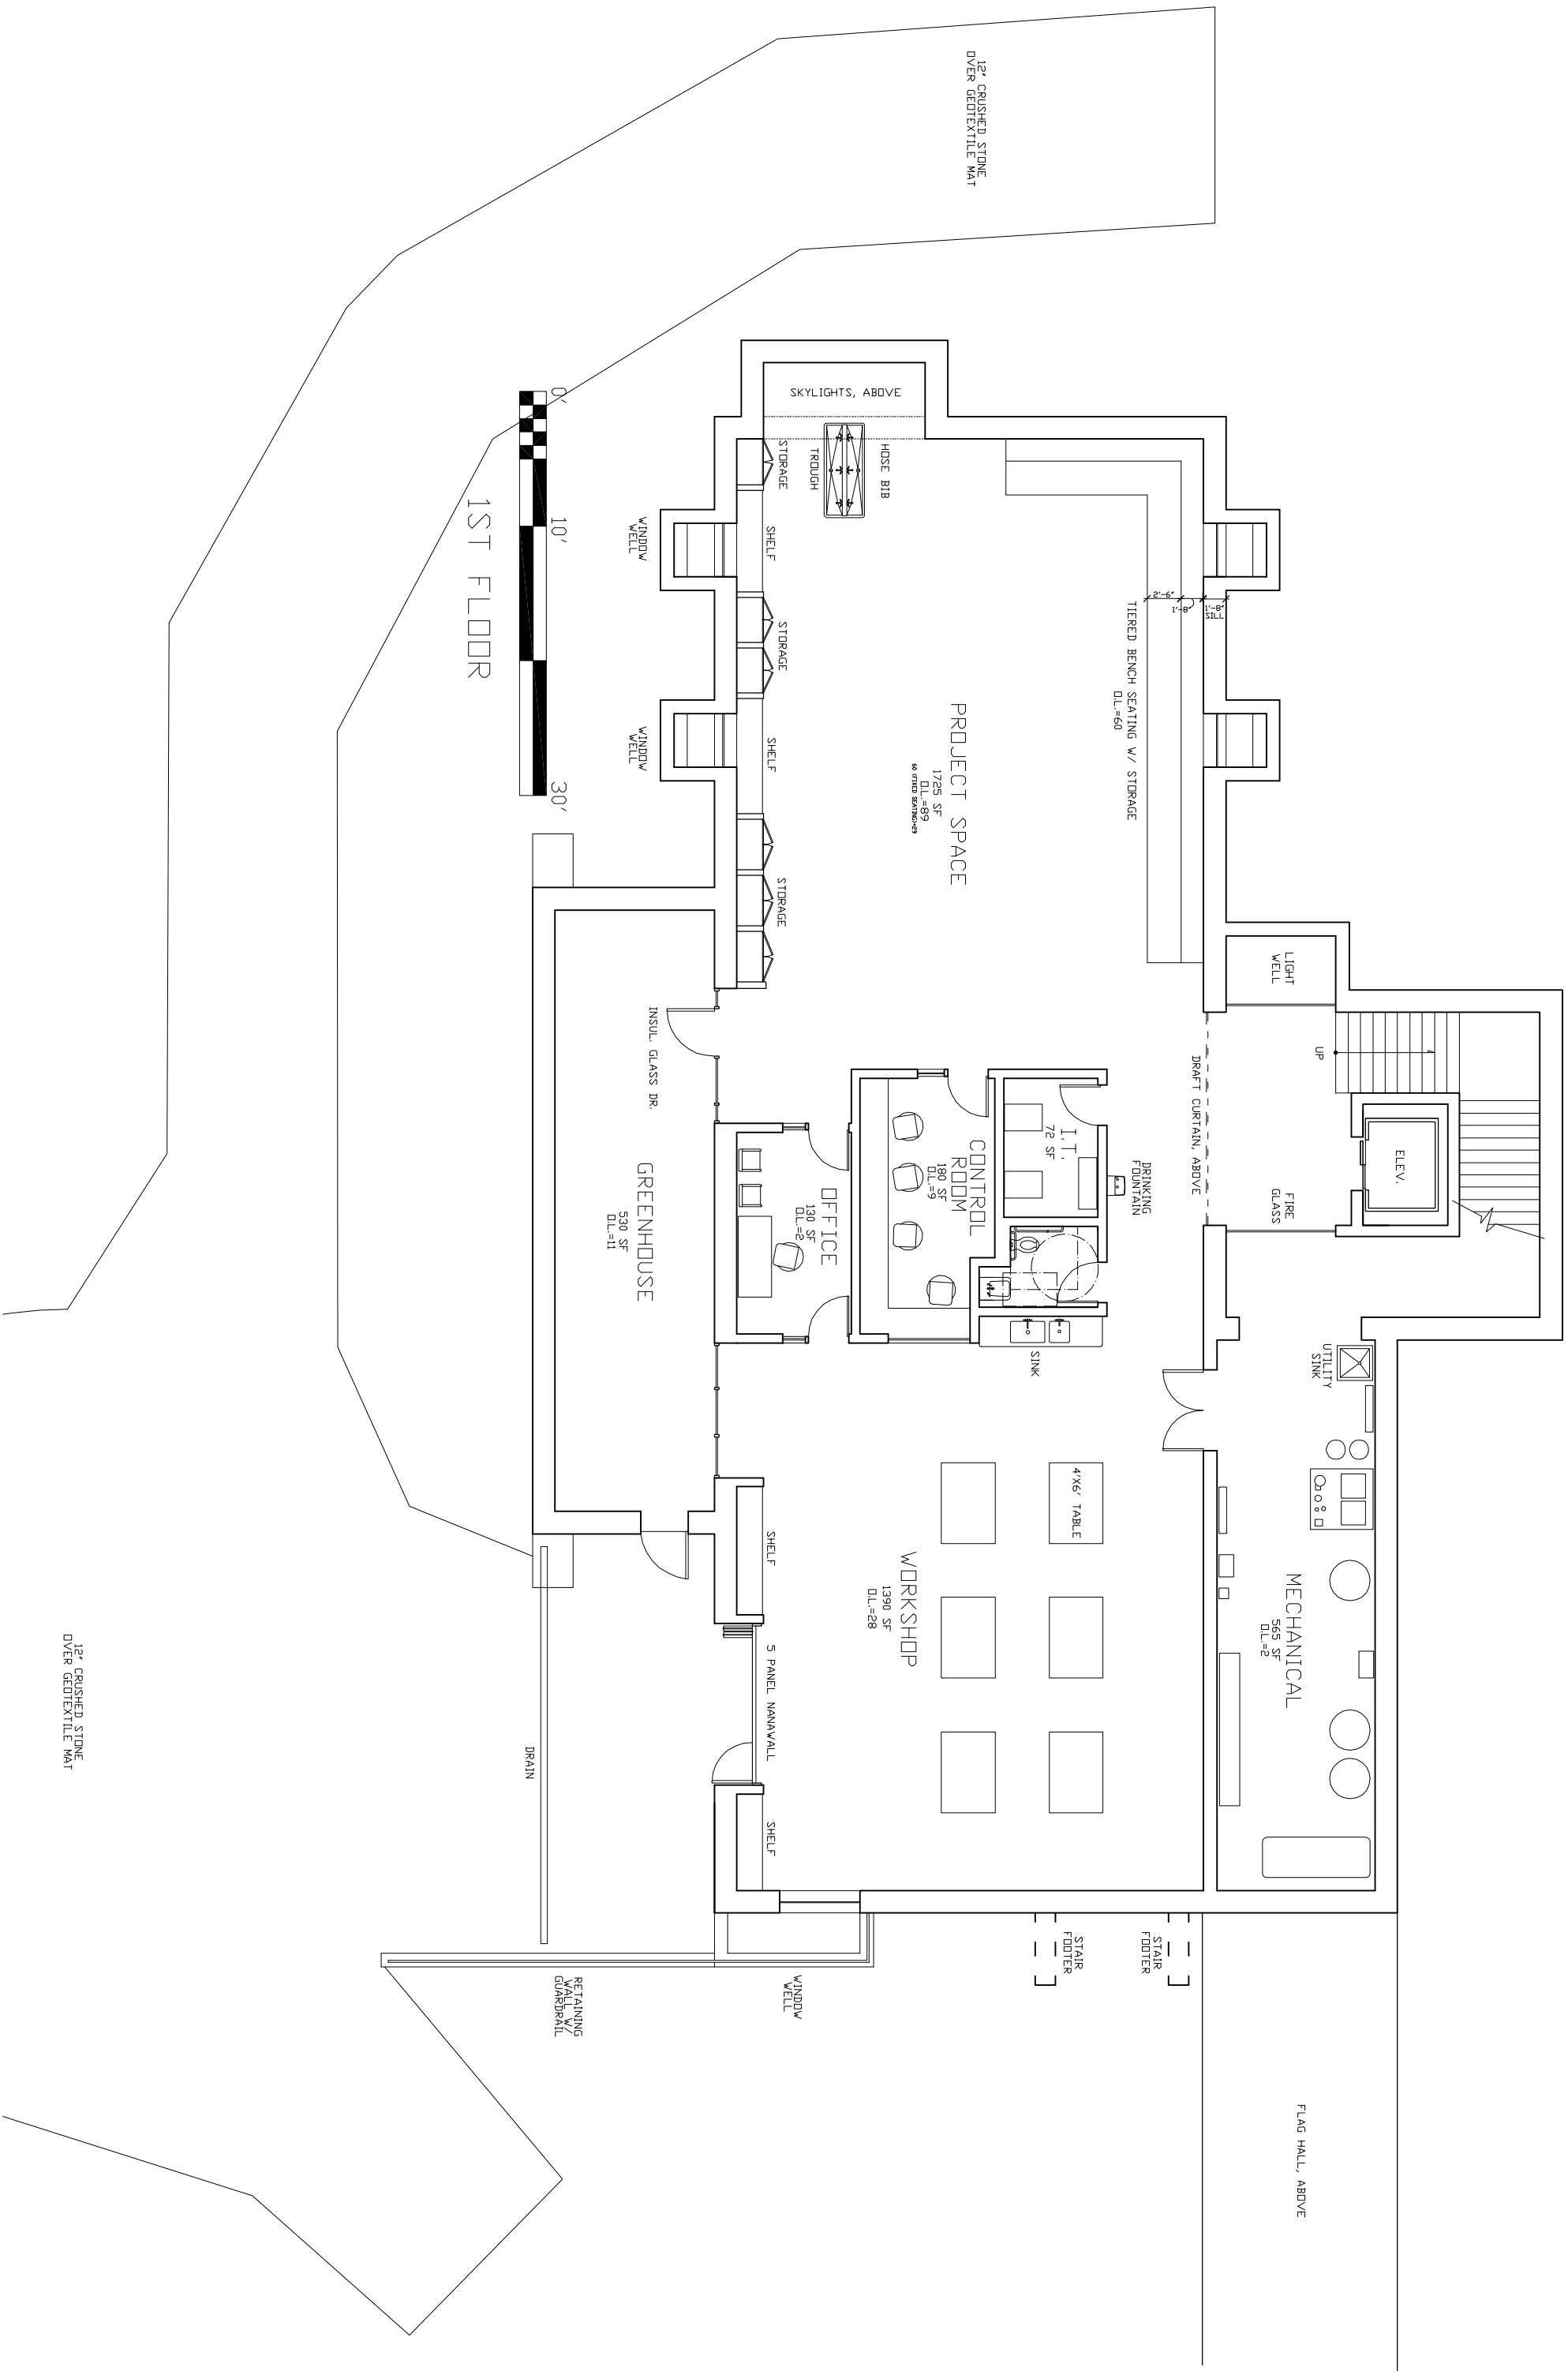 12" CRUSHED STONE
OVER GEOTEXTILE MAT
SKYLIGHTS, ABOVE
HOSE BIB
TROUGH
STORAGE
SHELF
WINDOW
WELL
STORAGE
SHELF
WINDOW
WELL
STORAGE
0'
10'
30'
1ST FLOOR
2'-6"
1'-8"
1'-8"
SILL
TIERED BENCH SEATING W/ STORAGE
O.L.=60
PROJECT SPACE
1725 SF
O.L.=89
60 (FIXED SEATING)+29
LIGHT
WELL
UP
ELEV.
FIRE
GLASS
DRAFT CURTAIN, ABOVE
DRINKING
FOUNTAIN
I.T.
72 SF
CONTROL
ROOM
180 SF
O.L.=9
OFFICE
130 SF
O.L.=2
INSUL. GLASS DR.
GREENHOUSE
530 SF
O.L.=11
SINK
UTILITY
SINK
MECHANICAL
565 SF
O.L.=2
4'X6' TABLE
WORKSHOP
1390 SF
O.L.=28
SHELF
5 PANEL NANAWALL
SHELF
DRAIN
12" CRUSHED STONE
OVER GEOTEXTILE MAT
STAIR
FOOTER
STAIR
FOOTER
WINDOW
WELL
RETAINING
WALL W/
GUARDRAIL
FLAG HALL, ABOVE